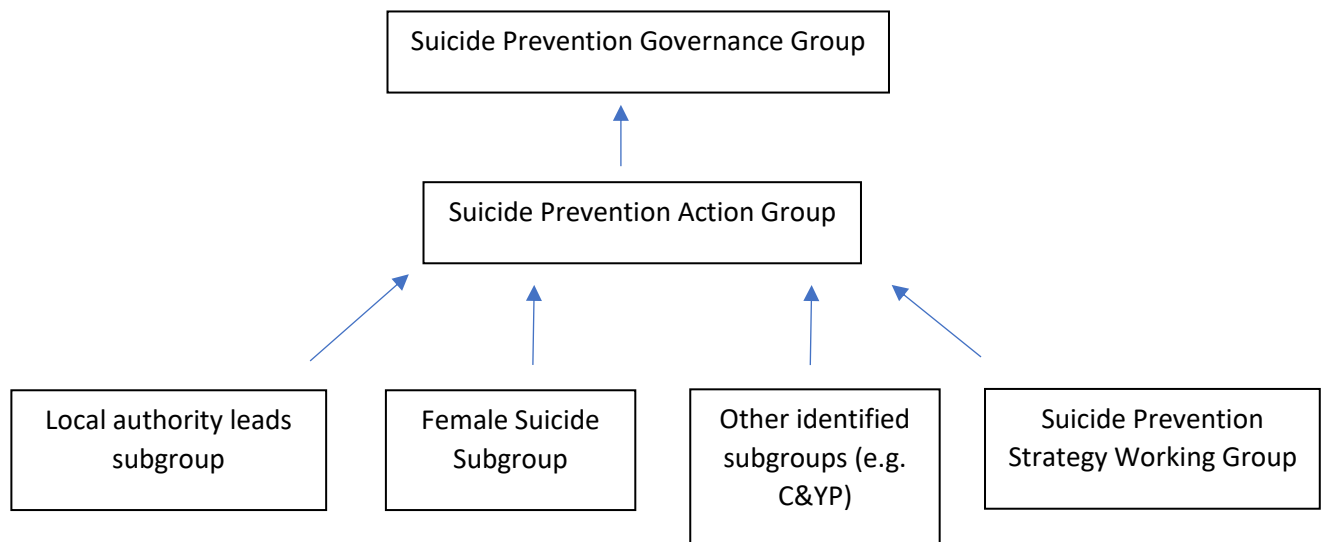 Suicide Prevention Governance Group
Suicide Prevention Action Group
Local authority leads
subgroup
Female Suicide
Subgroup
Other identified
subgroups (e.g.
C&YP)
Suicide Prevention
Strategy Working Group